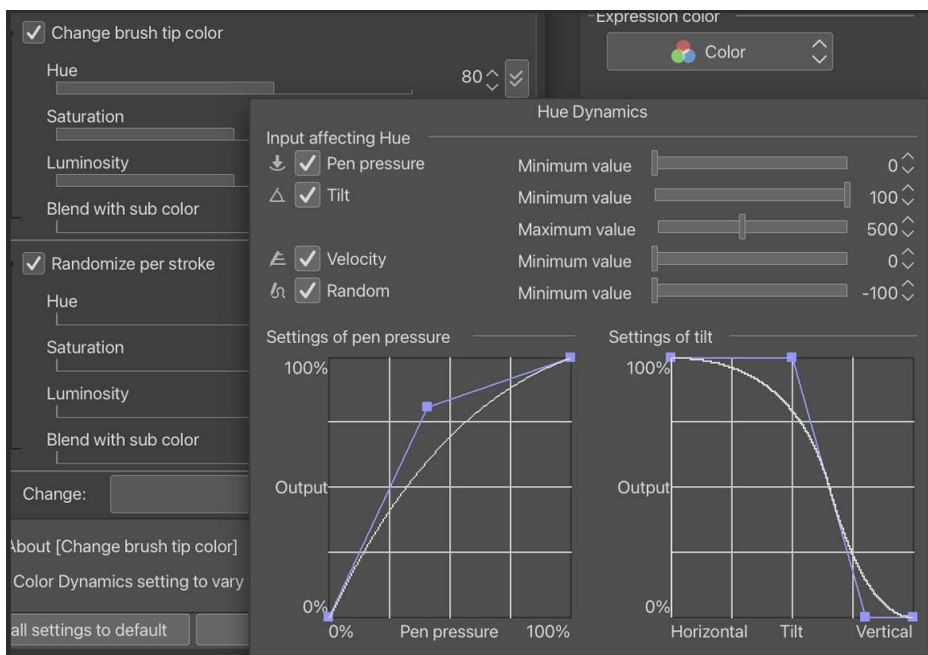 Change brush tip color
Expression color
Hue
80
Color
Saturation
Luminosity
Blend with sub color
Randomize per stroke
Hue
Saturation
Luminosity
Blend with sub color
Change:
About [Change brush tip color]
Color Dynamics setting to vary
all settings to default
Hue Dynamics
Input affecting Hue
Pen pressure Minimum value 0
Tilt Minimum value 100
Maximum value 500
Velocity Minimum value 0
Random Minimum value -100
Settings of pen pressure
100%
Output
0%
0% Pen pressure 100%
Settings of tilt
100%
Output
0%
Horizontal Tilt Vertical